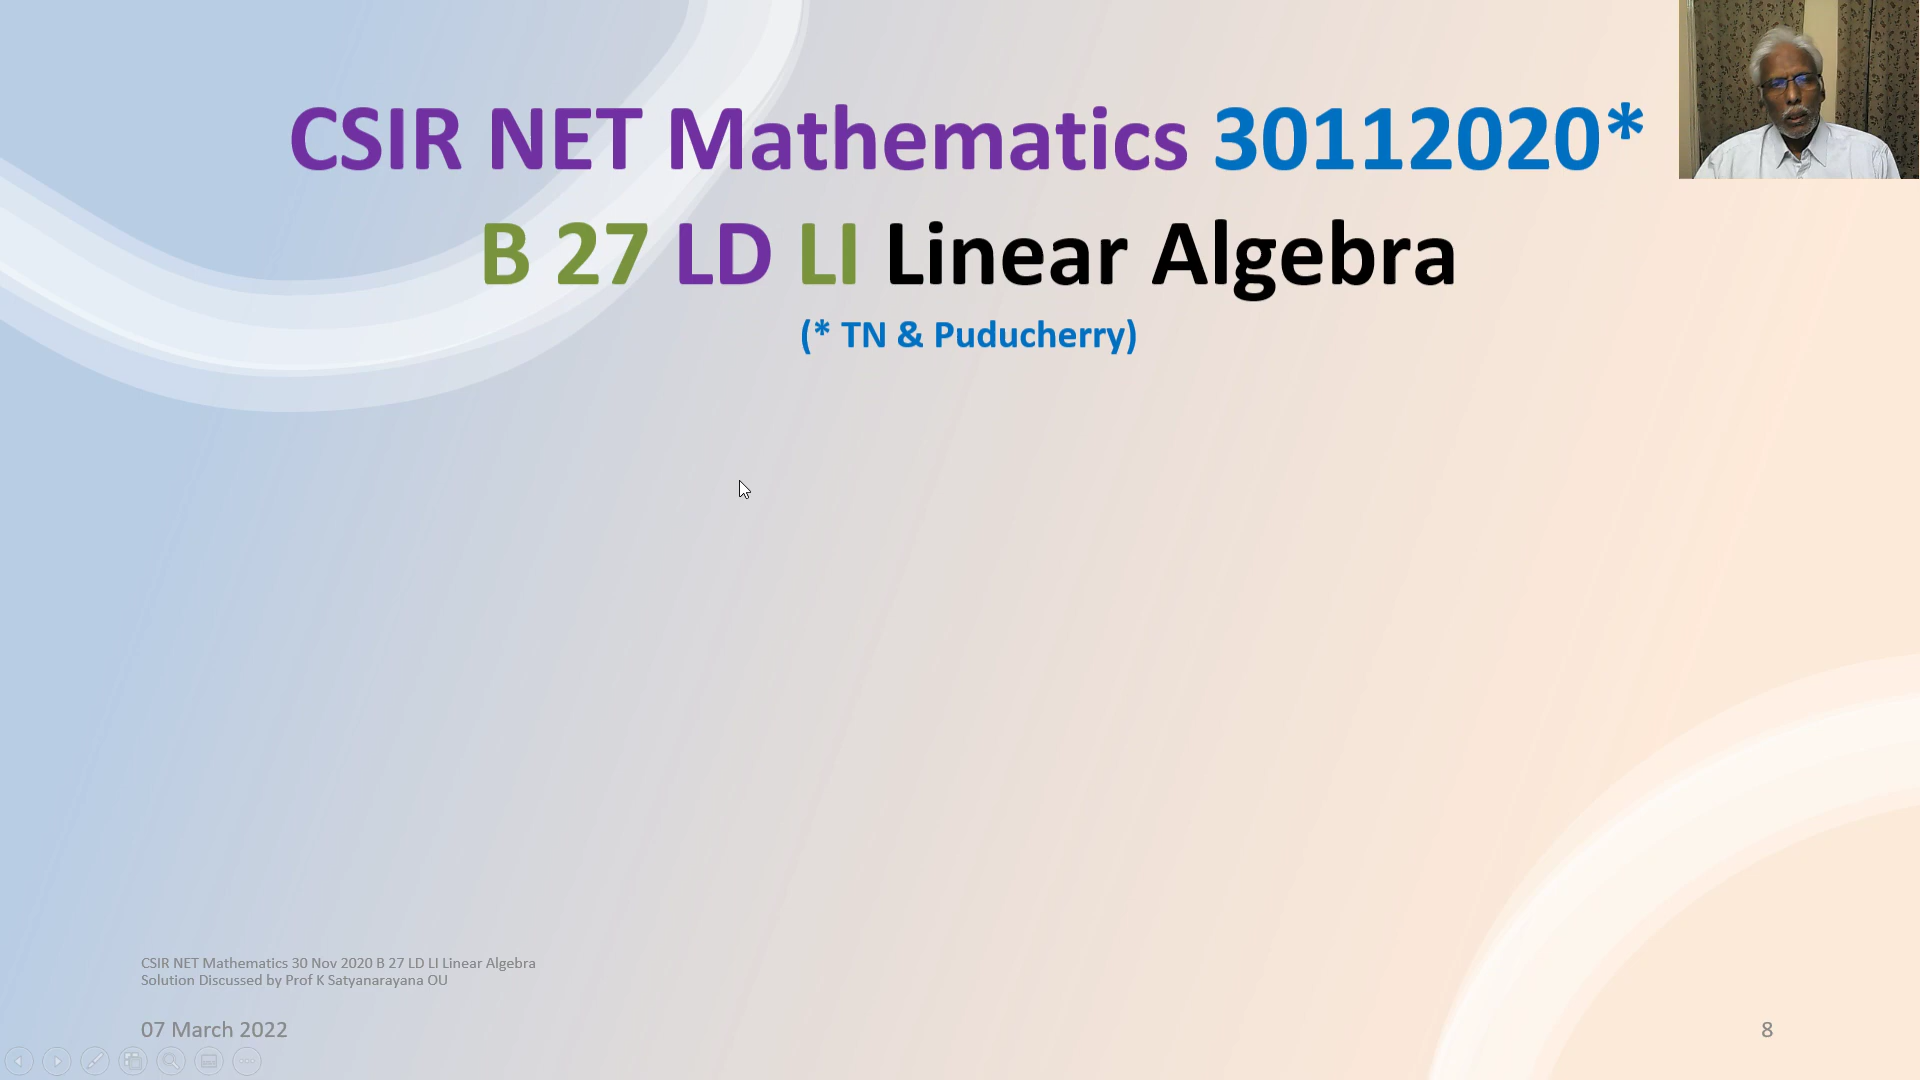 CSIR NET Mathematics 30112020*
B 27 LD LI Linear Algebra
(* TN & Puducherry)
CSIR NET Mathematics 30 Nov 2020 B 27 LD LI Linear Algebra
Solution Discussed by Prof K Satyanarayana OU
07 March 2022
8